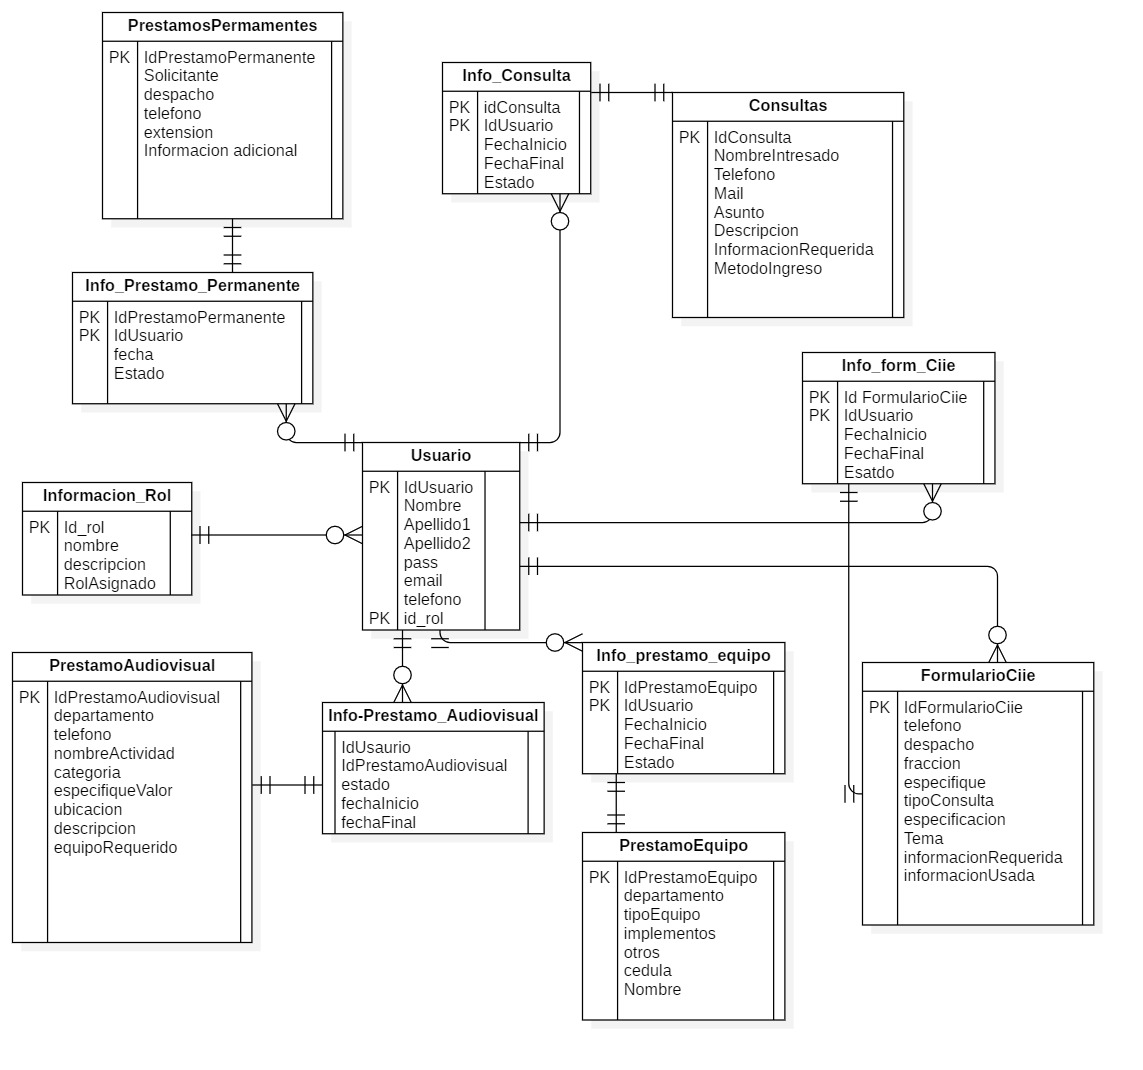 PrestamosPermamentes
PK IdPrestamoPermanente
Solicitante
despacho
telefono
extension
Informacion adicional
Info_Consulta
PK idConsulta
PK IdUsuario
FechaInicio
FechaFinal
Estado
Consultas
PK IdConsulta
NombreIntresado
Telefono
Mail
Asunto
Descripcion
InformacionRequerida
MetodoIngreso
Info_Prestamo_Permanente
PK IdPrestamoPermanente
PK IdUsuario
fecha
Estado
Info_form_Ciie
PK Id FormularioCiie
PK IdUsuario
FechaInicio
FechaFinal
Esatdo
Usuario
PK IdUsuario
Nombre
Apellido1
Apellido2
pass
email
telefono
PK id_rol
Informacion_Rol
PK Id_rol
nombre
descripcion
RolAsignado
PrestamoAudiovisual
PK IdPrestamoAudiovisual
departamento
telefono
nombreActividad
categoria
especifiqueValor
ubicacion
descripcion
equipoRequerido
Info-Prestamo_Audiovisual
IdUsaurio
IdPrestamoAudiovisual
estado
fechaInicio
fechaFinal
Info_prestamo_equipo
PK IdPrestamoEquipo
PK IdUsuario
FechaInicio
FechaFinal
Estado
FormularioCiie
PK IdFormularioCiie
telefono
despacho
fraccion
especifique
tipoConsulta
especificacion
Tema
informacionRequerida
informacionUsada
PrestamoEquipo
PK IdPrestamoEquipo
departamento
tipoEquipo
implementos
otros
cedula
Nombre